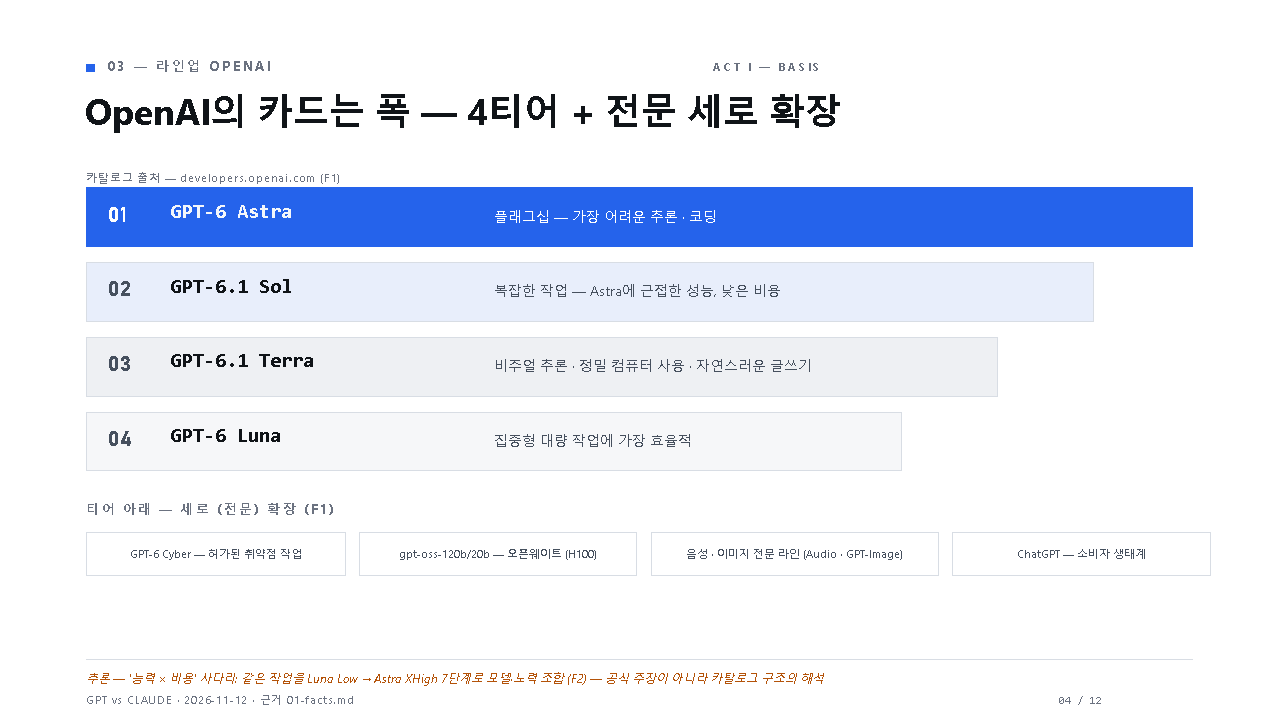 03 — 라인업 OPENAI
ACT I — BASIS
OpenAI의 카드는 폭 — 4티어 + 전문 세로 확장
카탈로그 출처 — developers.openai.com (F1)
01 GPT-6 Astra 플래그십 — 가장 어려운 추론 · 코딩
02 GPT-6.1 Sol 복잡한 작업 — Astra에 근접한 성능, 낮은 비용
03 GPT-6.1 Terra 비주얼 추론 · 정밀 컴퓨터 사용 · 자연스러운 글쓰기
04 GPT-6 Luna 집중형 대량 작업에 가장 효율적
티어 아래 — 세로 (전문) 확장 (F1)
GPT-6 Cyber — 허가된 취약점 작업
gpt-oss-120b/20b — 오픈웨이트 (H100)
음성 · 이미지 전문 라인 (Audio · GPT-Image)
ChatGPT — 소비자 생태계
추론 — '능력 × 비용' 사다리: 같은 작업을 Luna Low → Astra XHigh 7단계로 모델·노력 조합 (F2) — 공식 주장이 아니라 카탈로그 구조의 해석
GPT vs CLAUDE · 2026-11-12 · 근거 01-facts.md
04 / 12